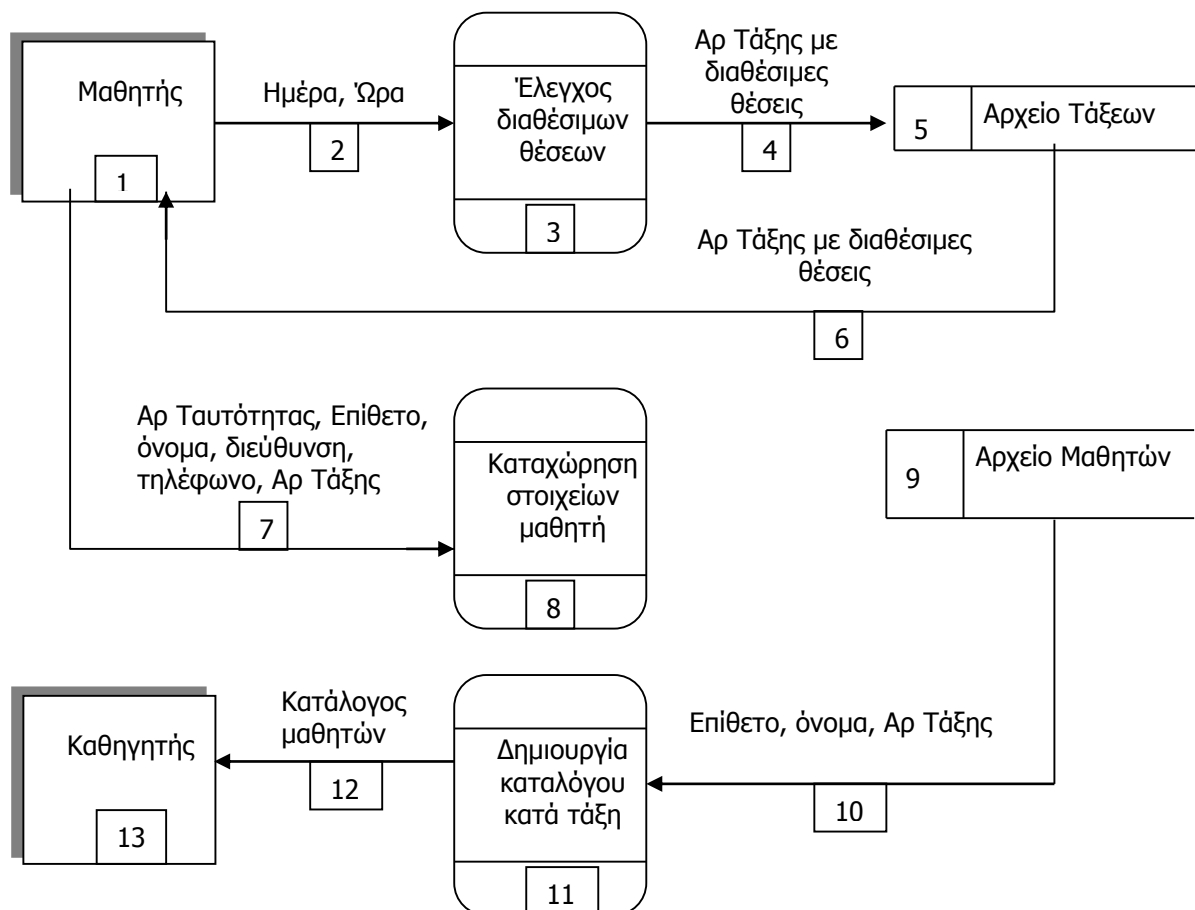 Μαθητής
1
Ημέρα, Ώρα
2
Έλεγχος
διαθέσιμων
θέσεων
3
Αρ Τάξης με
διαθέσιμες
θέσεις
4
5
Αρχείο Τάξεων
Αρ Τάξης με διαθέσιμες
θέσεις
6
Αρ Ταυτότητας, Επίθετο,
όνομα, διεύθυνση,
τηλέφωνο, Αρ Τάξης
7
Καταχώρηση
στοιχείων
μαθητή
8
9
Αρχείο Μαθητών
Επίθετο, όνομα, Αρ Τάξης
10
Δημιουργία
καταλόγου
κατά τάξη
11
Κατάλογος
μαθητών
12
Καθηγητής
13